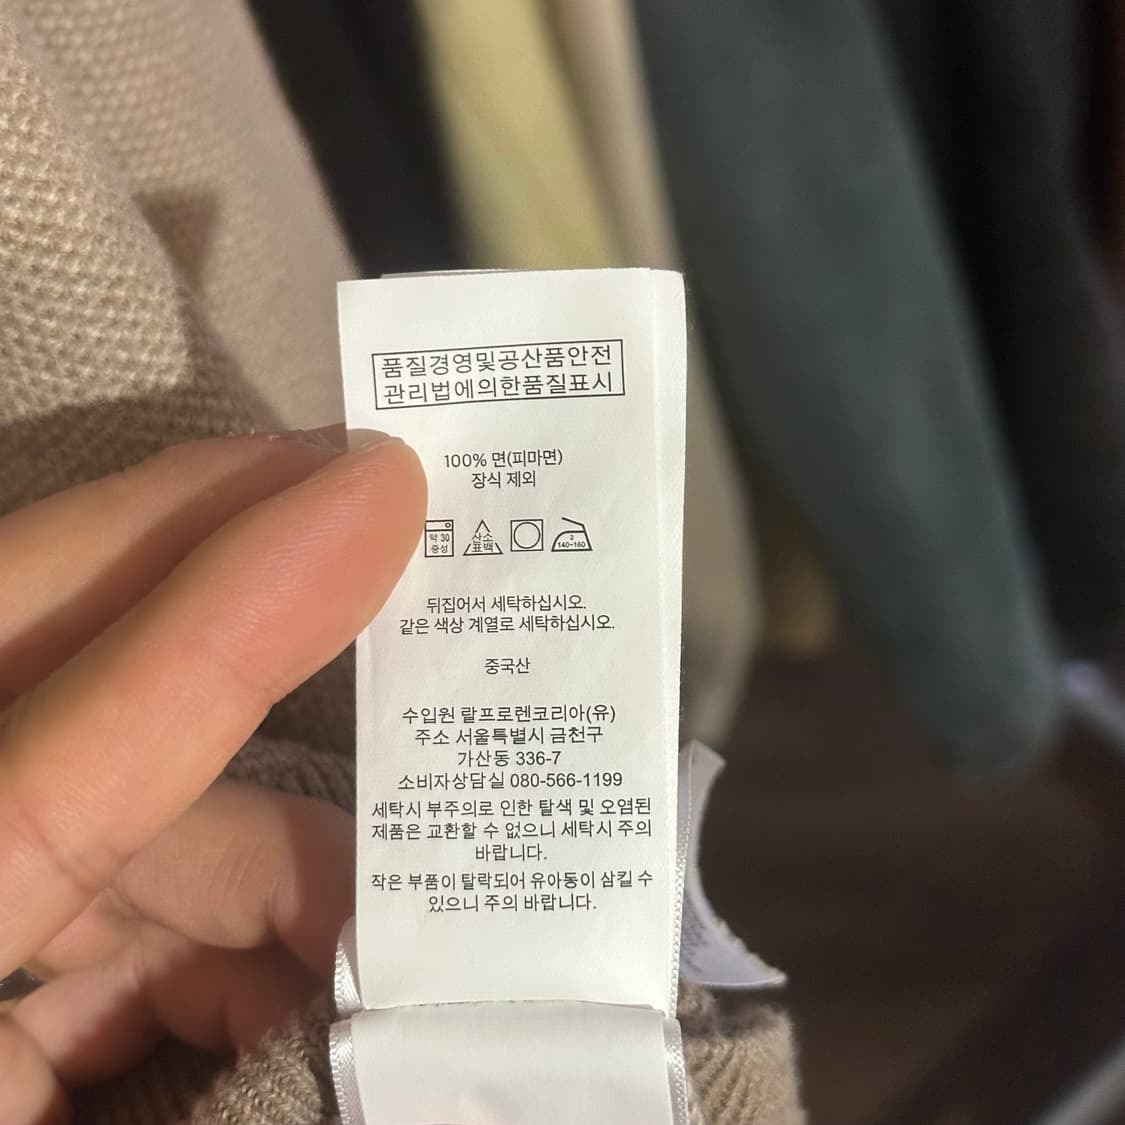 품질경영및공산품안전
관리법에의한품질표시
100% 면(피마면)
장식 제외
약 30
중성
산소
표백
2
140-160
뒤집어서 세탁하십시오.
같은 색상 계열로 세탁하십시오.
중국산
수입원 랄프로렌코리아(유)
주소 서울특별시 금천구
가산동 336-7
소비자상담실 080-566-1199
세탁시 부주의로 인한 탈색 및 오염된
제품은 교환할 수 없으니 세탁시 주의
바랍니다.
작은 부품이 탈락되어 유아동이 삼킬 수
있으니 주의 바랍니다.